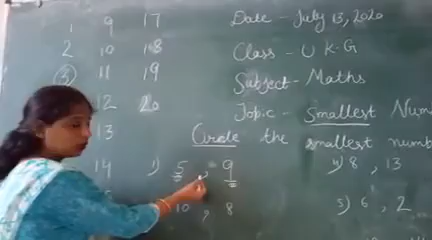 1 9 17
2 10 18
3 11 19
12 20
13
14
Date - July 13, 2020
Class - U K G
Subject - Maths
Topic - Smallest Num
Circle the smallest numb
1) 5 , 9
10 , 8
4) 8 , 13
5) 6 , 2